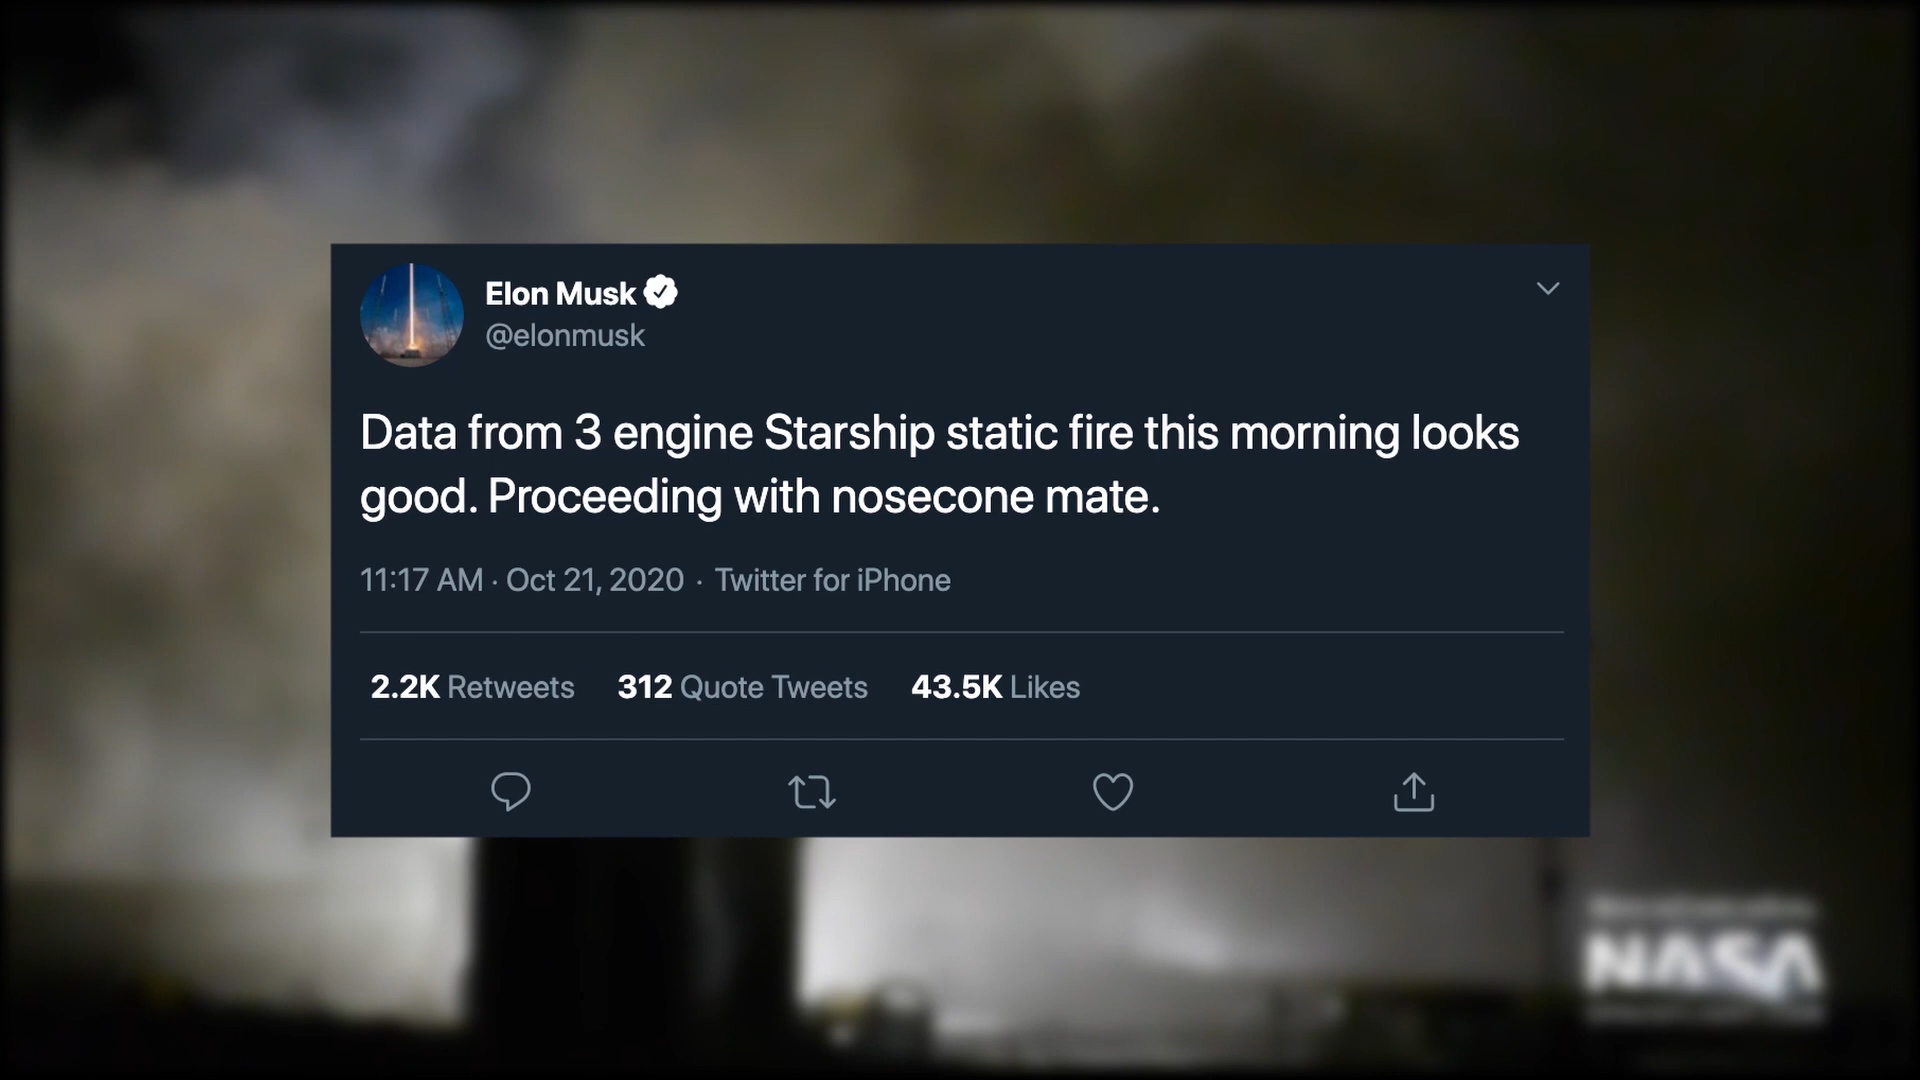 Elon Musk
@elonmusk
Data from 3 engine Starship static fire this morning looks
good. Proceeding with nosecone mate.
11:17 AM · Oct 21, 2020 · Twitter for iPhone
2.2K Retweets 312 Quote Tweets 43.5K Likes
NASA